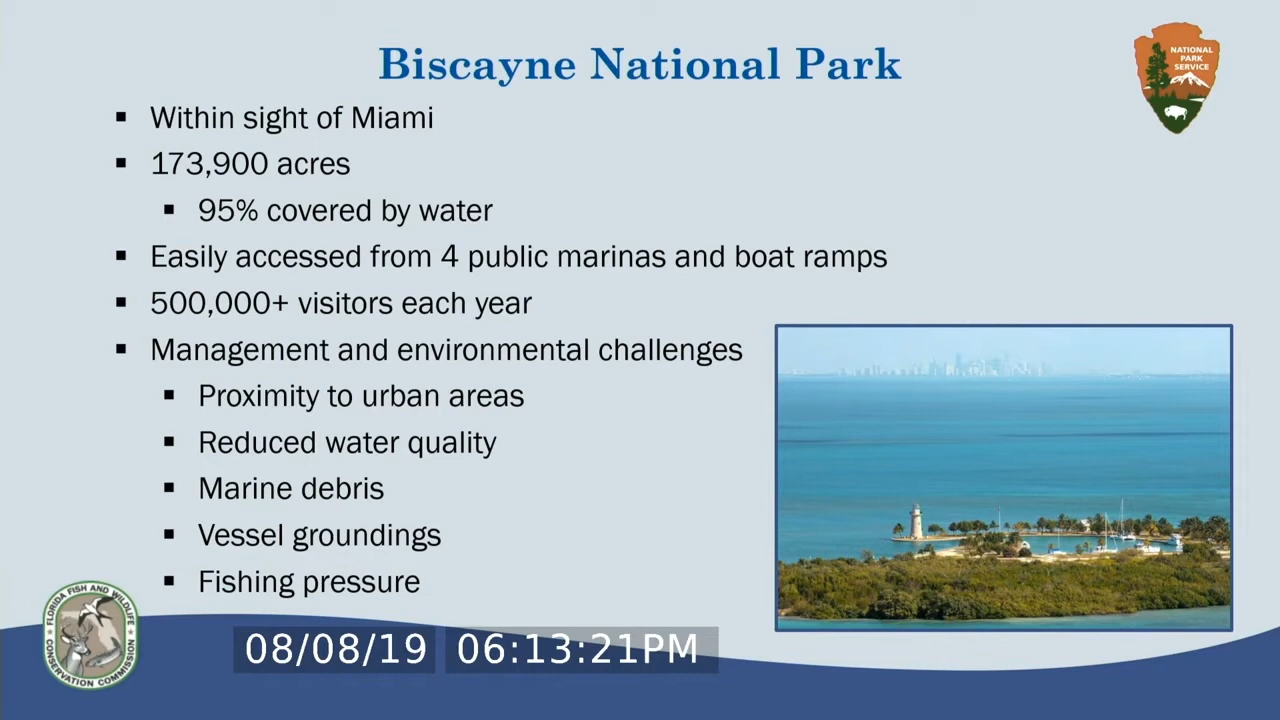 Biscayne National Park
NATIONAL
PARK
SERVICE
▪ Within sight of Miami
▪ 173,900 acres
▪ 95% covered by water
▪ Easily accessed from 4 public marinas and boat ramps
▪ 500,000+ visitors each year
▪ Management and environmental challenges
▪ Proximity to urban areas
▪ Reduced water quality
▪ Marine debris
▪ Vessel groundings
▪ Fishing pressure
FLORIDA FISH AND WILDLIFE
CONSERVATION COMMISSION
08/08/19 06:13:21PM